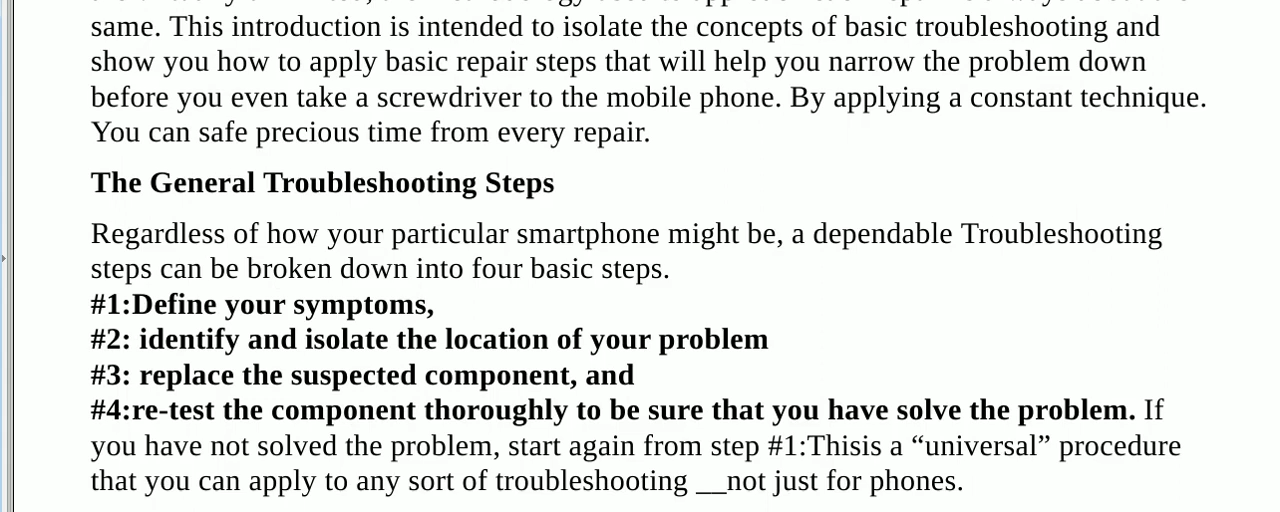 same. This introduction is intended to isolate the concepts of basic troubleshooting and
show you how to apply basic repair steps that will help you narrow the problem down
before you even take a screwdriver to the mobile phone. By applying a constant technique.
You can safe precious time from every repair.
The General Troubleshooting Steps
Regardless of how your particular smartphone might be, a dependable Troubleshooting
steps can be broken down into four basic steps.
#1:Define your symptoms,
#2: identify and isolate the location of your problem
#3: replace the suspected component, and
#4:re-test the component thoroughly to be sure that you have solve the problem. If
you have not solved the problem, start again from step #1:Thisis a “universal” procedure
that you can apply to any sort of troubleshooting __not just for phones.